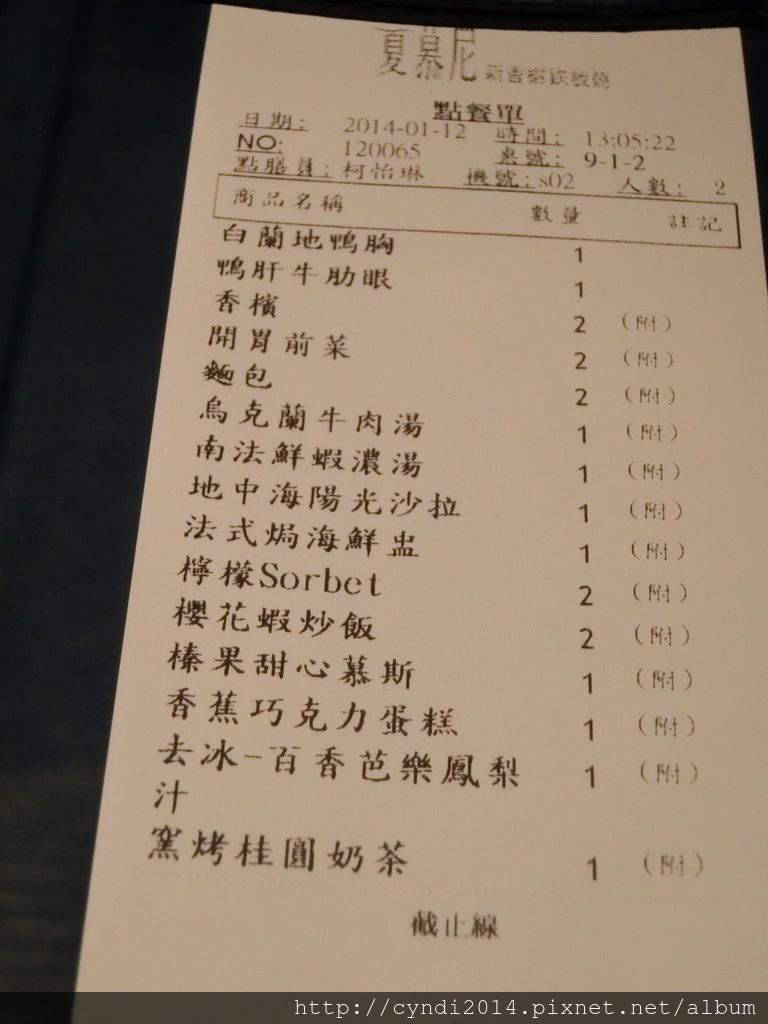 夏慕尼 新香榭鐵板燒
點餐單
日期: 2014-01-12 時間: 13:05:22
NO: 120065 桌號: 9-1-2
點膳員: 柯怡琳 機號:s02 人數: 2
商品名稱 數量 註記
白蘭地鴨胸 1
鴨肝牛肋眼 1
香檳 2 (附)
開胃前菜 2 (附)
麵包 2 (附)
烏克蘭牛肉湯 1 (附)
南法鮮蝦濃湯 1 (附)
地中海陽光沙拉 1 (附)
法式焗海鮮盅 1 (附)
檸檬Sorbet 2 (附)
櫻花蝦炒飯 2 (附)
榛果甜心慕斯 1 (附)
香蕉巧克力蛋糕 1 (附)
去冰-百香芭樂鳳梨 1 (附)
汁
窯烤桂圓奶茶 1 (附)
截止線
http://cyndi2014.pixnet.net/album